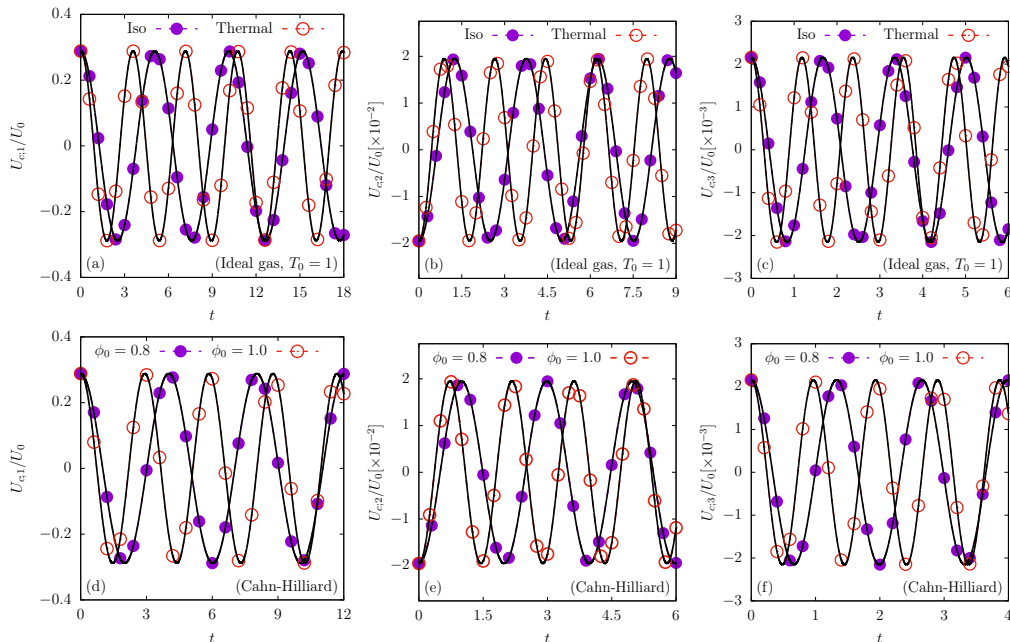 Iso Thermal
0.4
0.2
0
−0.2
−0.4
U_{c;1}/U_0
(a)
(Ideal gas, T_0 = 1)
0 3 6 9 12 15 18
t
Iso Thermal
2
1
0
−1
−2
U_{c;2}/U_0[×10^{−2}]
(b)
(Ideal gas, T_0 = 1)
0 1.5 3 4.5 6 7.5 9
t
Iso Thermal
3
2
1
0
−1
−2
−3
U_{c;3}/U_0[×10^{−3}]
(c)
(Ideal gas, T_0 = 1)
0 1 2 3 4 5 6
t
ϕ_0 = 0.8 ϕ_0 = 1.0
0.4
0.2
0
−0.2
−0.4
U_{c;1}/U_0
(d)
(Cahn-Hilliard)
0 3 6 9 12
t
ϕ_0 = 0.8 ϕ_0 = 1.0
2
1
0
−1
−2
U_{c;2}/U_0[×10^{−2}]
(e)
(Cahn-Hilliard)
0 1.5 3 4.5 6
t
ϕ_0 = 0.8 ϕ_0 = 1.0
3
2
1
0
−1
−2
−3
U_{c;3}/U_0[×10^{−3}]
(f)
(Cahn-Hilliard)
0 1 2 3 4
t